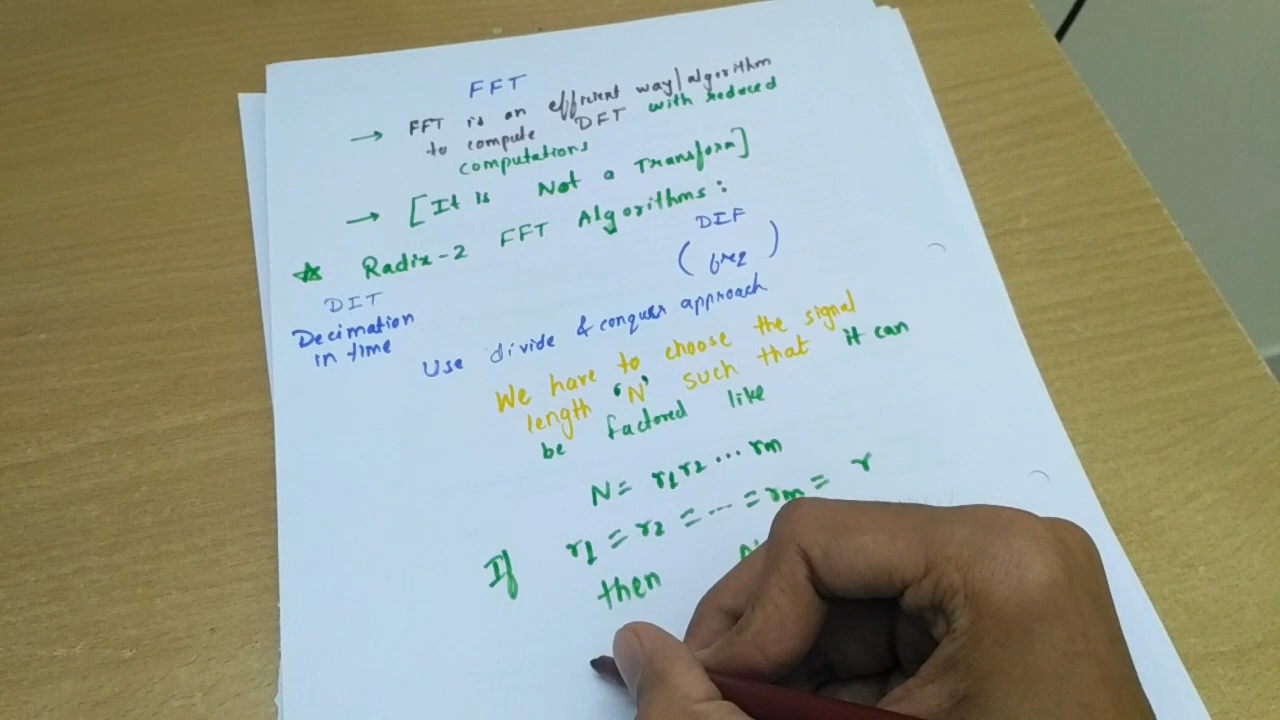 FFT
→ FFT is an efficient way/algorithm
to compute DFT with reduced
computations
→ [It is Not a Transform]
☆ Radix-2 FFT Algorithms:
DIT
Decimation
in time
DIF
(freq)
Use divide & conquer approach
We have to choose the signal
length 'N' such that it can
be factored like
N = r1 r2 ... rm
If r1 = r2 = ... = rm = r
then